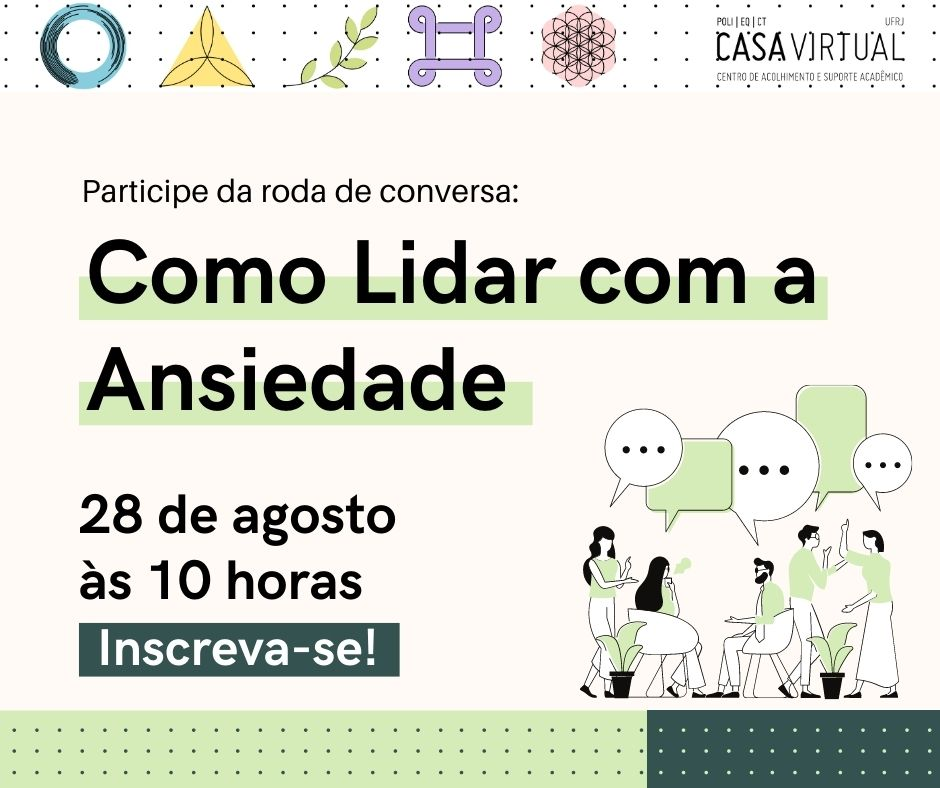 POLI | EQ | CT UFRJ
CASA VIRTUAL
CENTRO DE ACOLHIMENTO E SUPORTE ACADÊMICO
Participe da roda de conversa:
Como Lidar com a
Ansiedade
28 de agosto
às 10 horas
Inscreva-se!